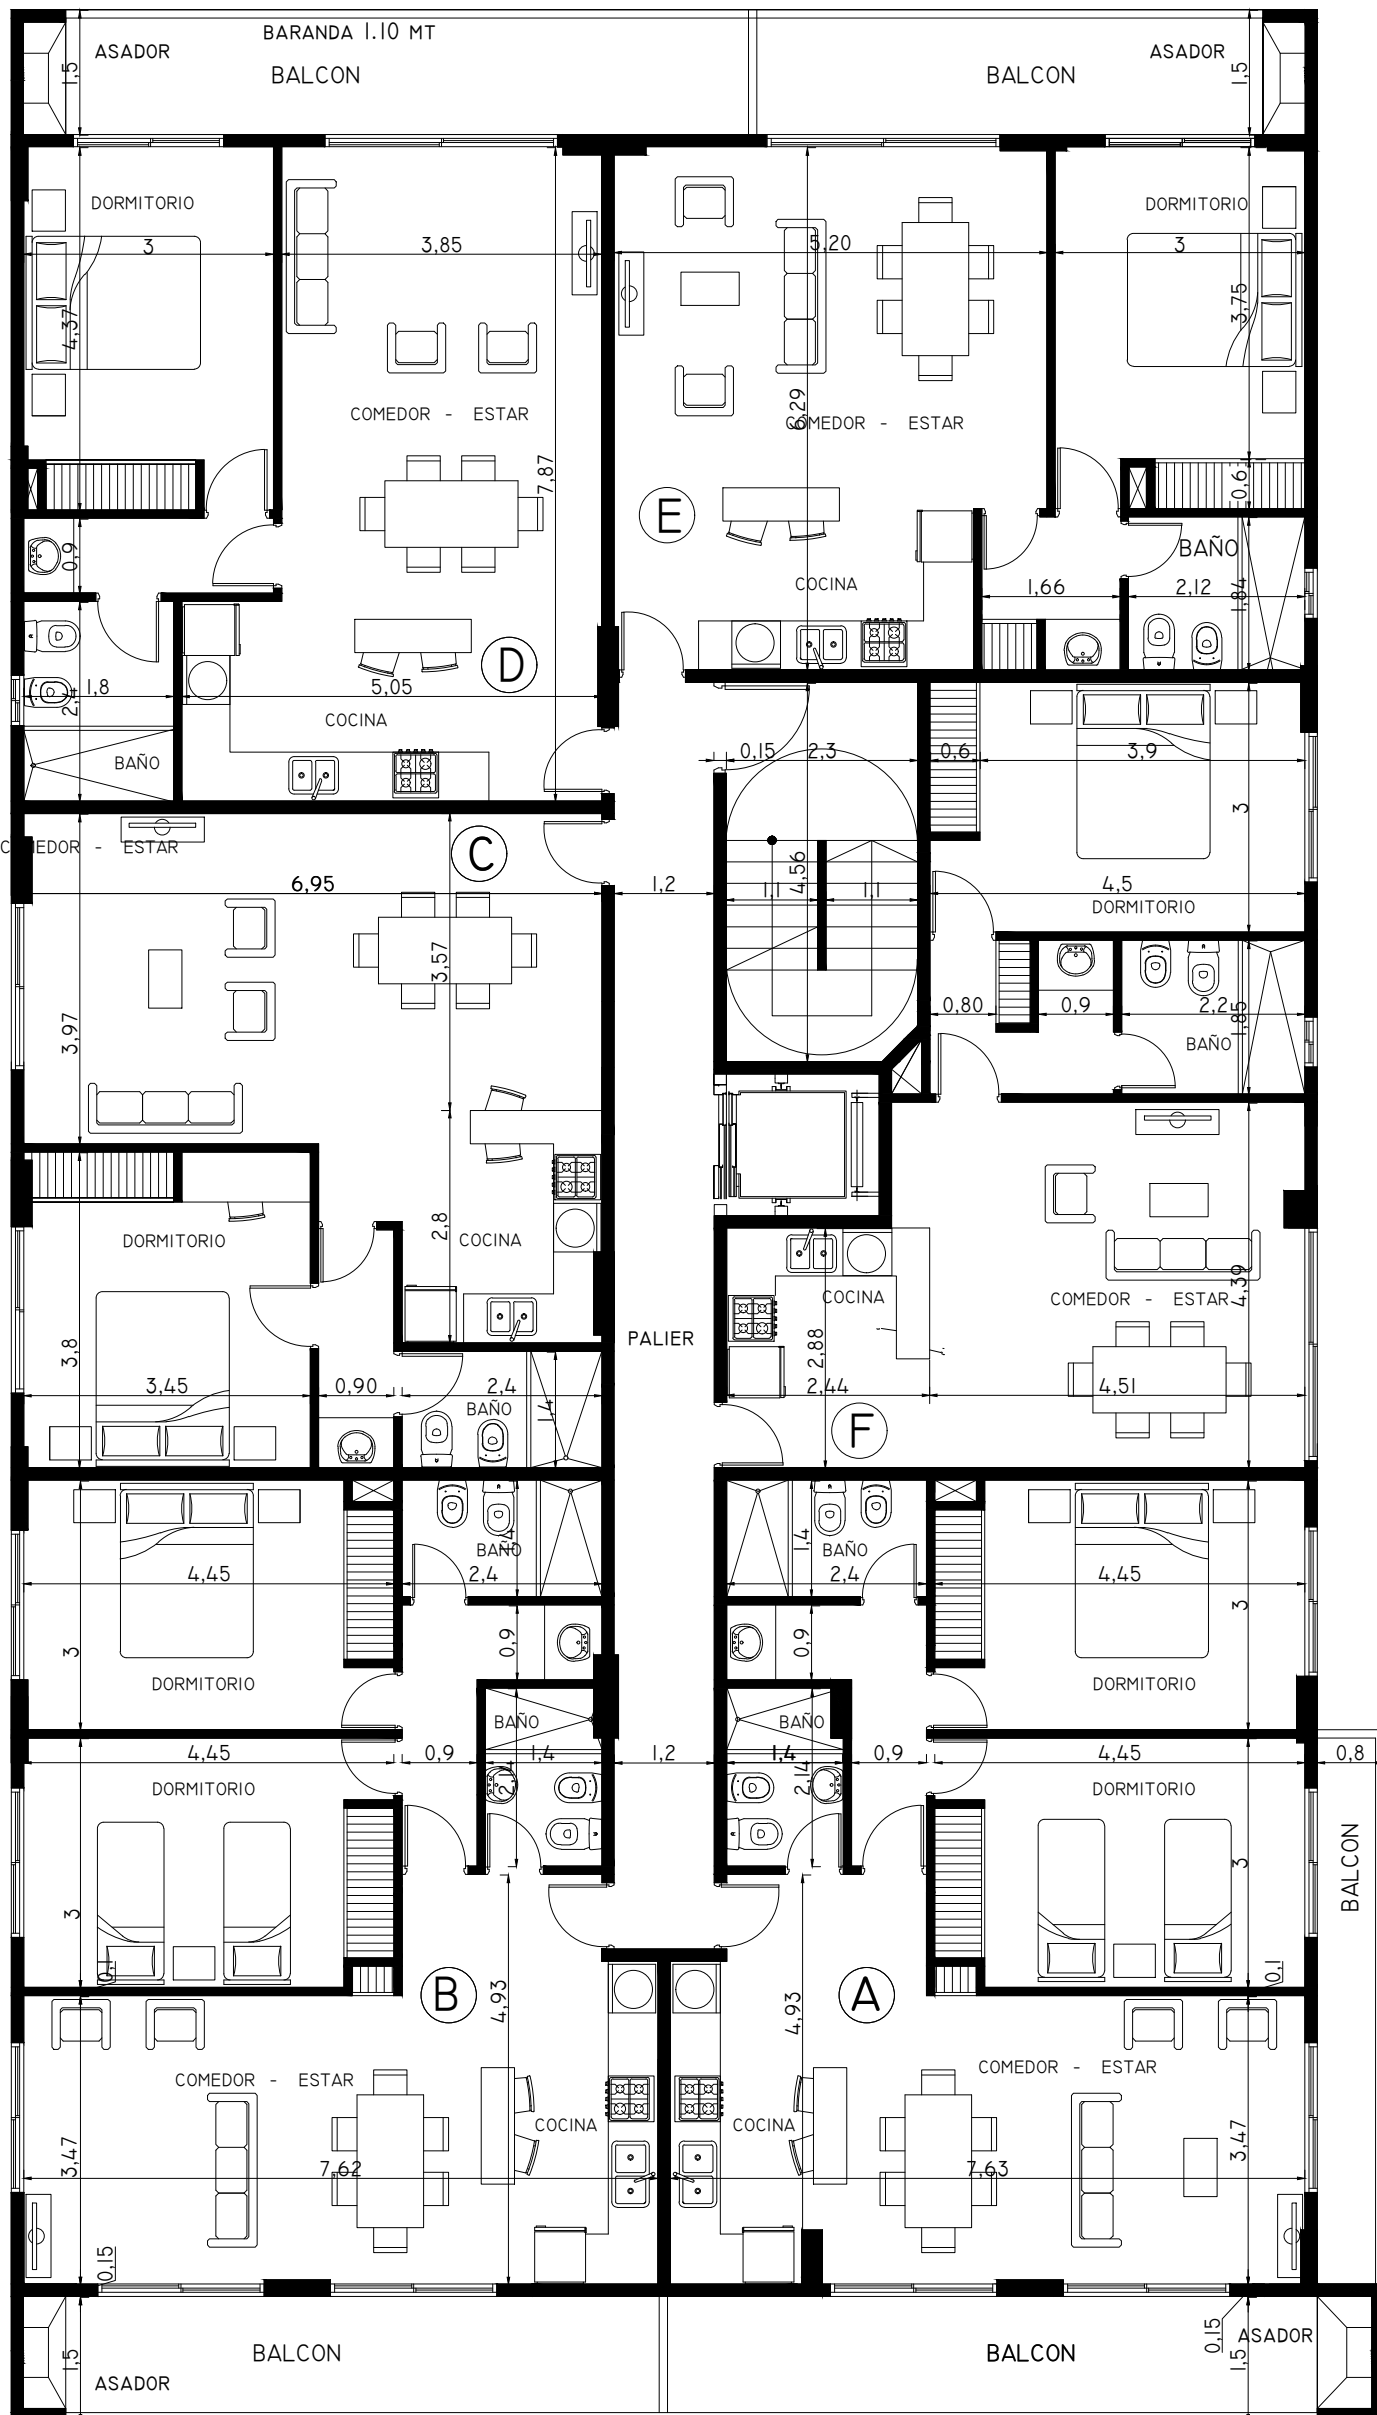 BARANDA 1.10 MT
ASADOR
ASADOR
BALCON
BALCON
1,5
1,5
DORMITORIO
DORMITORIO
3
3,85
5,20
3
4,37
3,75
COMEDOR - ESTAR
6,29
COMEDOR - ESTAR
7,87
0,6
E
0,9
BAÑO
COCINA
1,66
2,12
1,84
D
1,8
2,4
5,05
COCINA
BAÑO
0,15
2,3
0,6
3,9
3
COMEDOR - ESTAR
C
4,56
6,95
1,2
1,1
1,1
4,5
DORMITORIO
3,57
3,97
0,80
0,9
2,2
1,85
BAÑO
2,8
DORMITORIO
COCINA
4,39
COCINA
COMEDOR - ESTAR
PALIER
3,8
2,88
3,45
0,90
2,4
2,44
4,51
BAÑO
1,4
F
1,4
BAÑO
1,4
BAÑO
4,45
2,4
2,4
4,45
3
3
0,9
0,9
DORMITORIO
DORMITORIO
BAÑO
BAÑO
4,45
0,9
1,4
1,2
1,4
0,9
4,45
0,8
2,14
2,14
DORMITORIO
DORMITORIO
3
3
BALCON
0,1
0,1
B
4,93
4,93
A
COMEDOR - ESTAR
COMEDOR - ESTAR
COCINA
COCINA
3,47
3,47
7,62
7,63
0,15
0,15
BALCON
BALCON
ASADOR
1,5
1,5
ASADOR